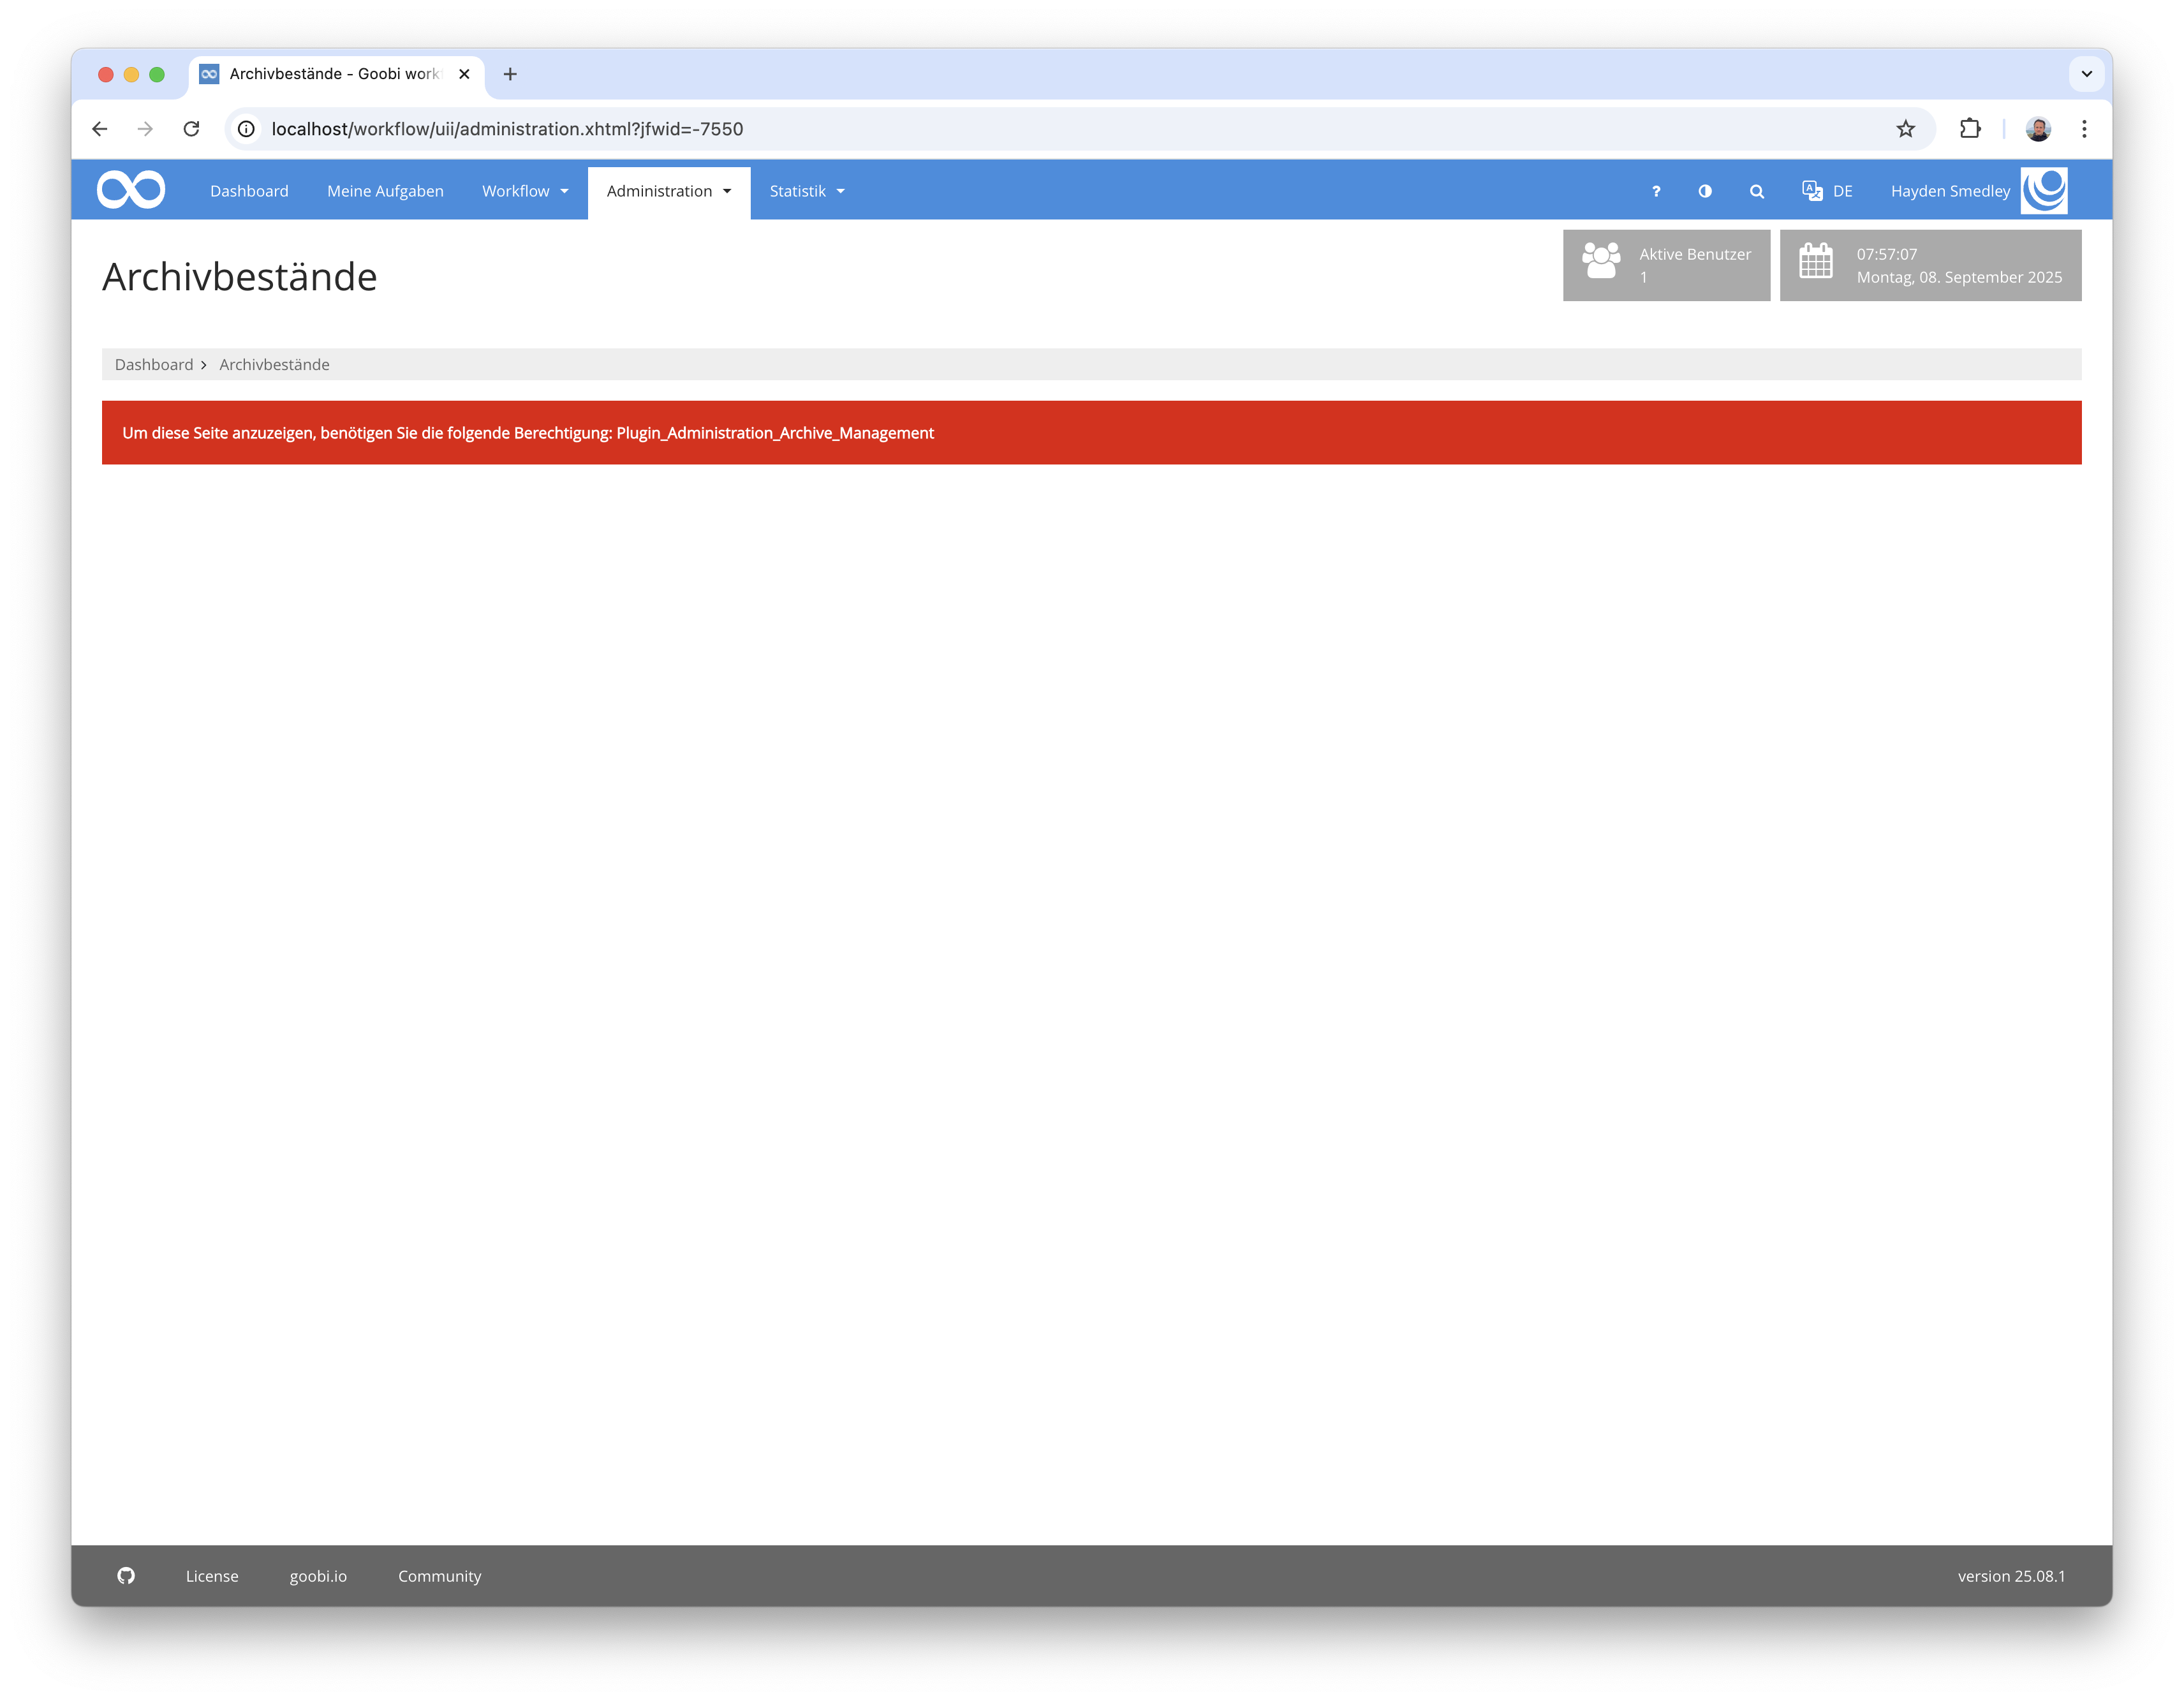 Archivbestände - Goobi work
localhost/workflow/uii/administration.xhtml?jfwid=-7550
Dashboard Meine Aufgaben Workflow Administration Statistik ? DE Hayden Smedley
Archivbestände
Aktive Benutzer
1
07:57:07
Montag, 08. September 2025
Dashboard > Archivbestände
Um diese Seite anzuzeigen, benötigen Sie die folgende Berechtigung: Plugin_Administration_Archive_Management
License goobi.io Community version 25.08.1